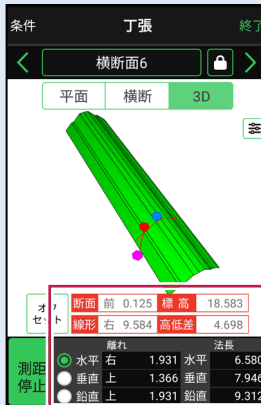 条件 丁張 終了
横断面6
平面 横断 3D
オフセット
断面 前 0.125 標高 18.583
線形 右 9.584 高低差 4.698
離れ 法長
測距停止
水平 右 1.931 水平 6.580
垂直 上 1.366 垂直 7.946
鉛直 上 1.931 鉛直 9.312